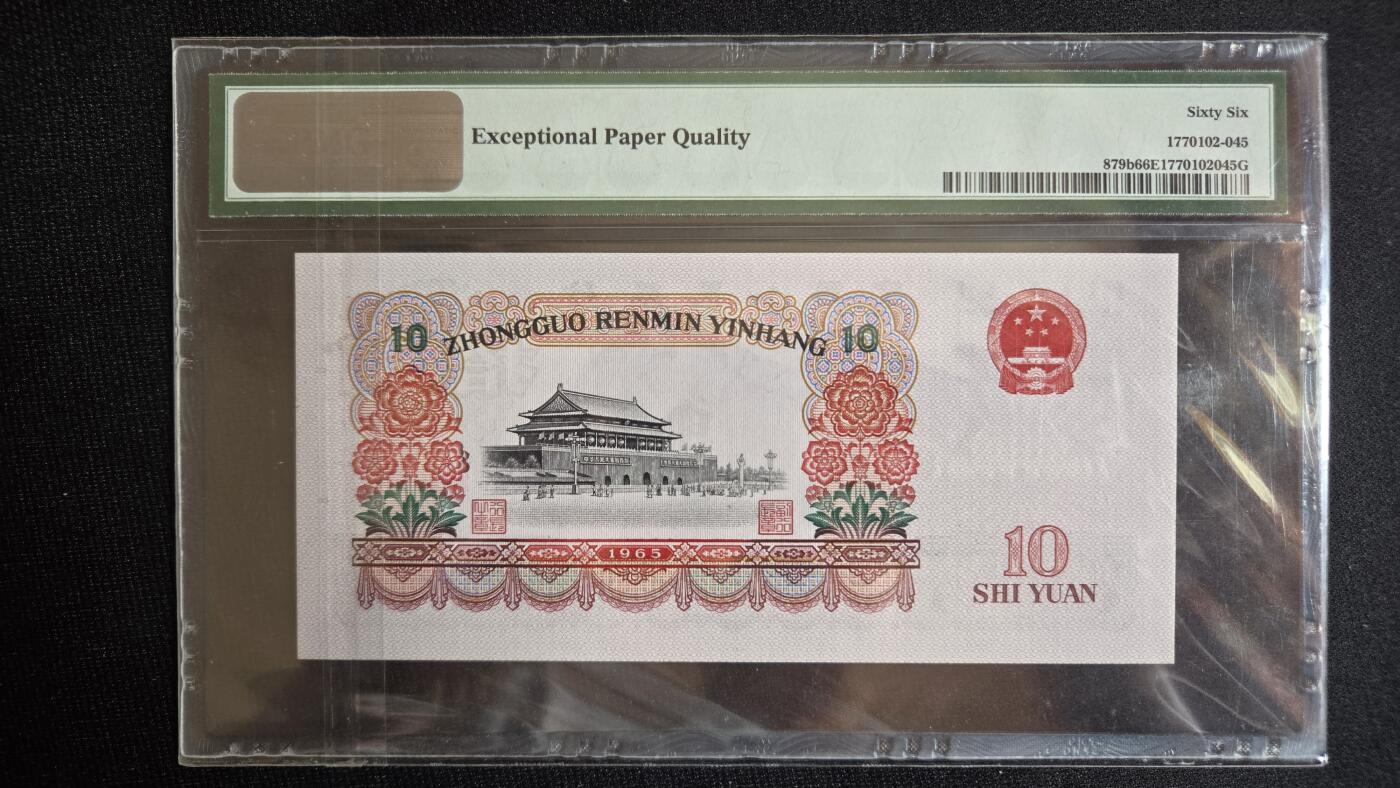 Exceptional Paper Quality
Sixty Six
1770102-045
879b66E1770102045G
10 ZHONGGUO RENMIN YINHANG 10
1965
10
SHI YUAN